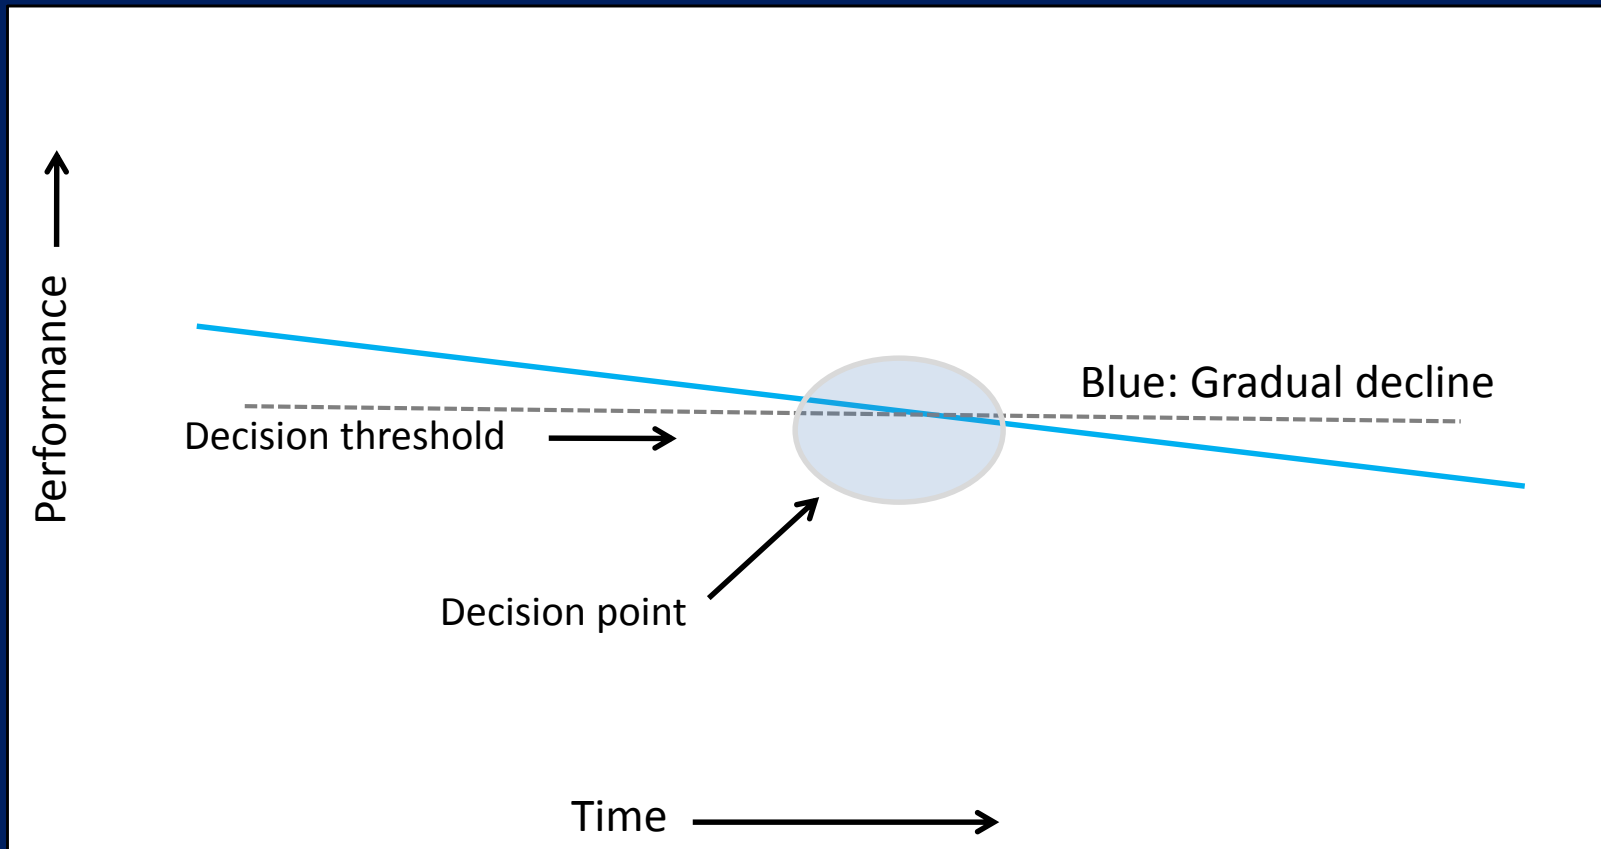 Performance
Blue: Gradual decline
Decision threshold
Decision point
Time